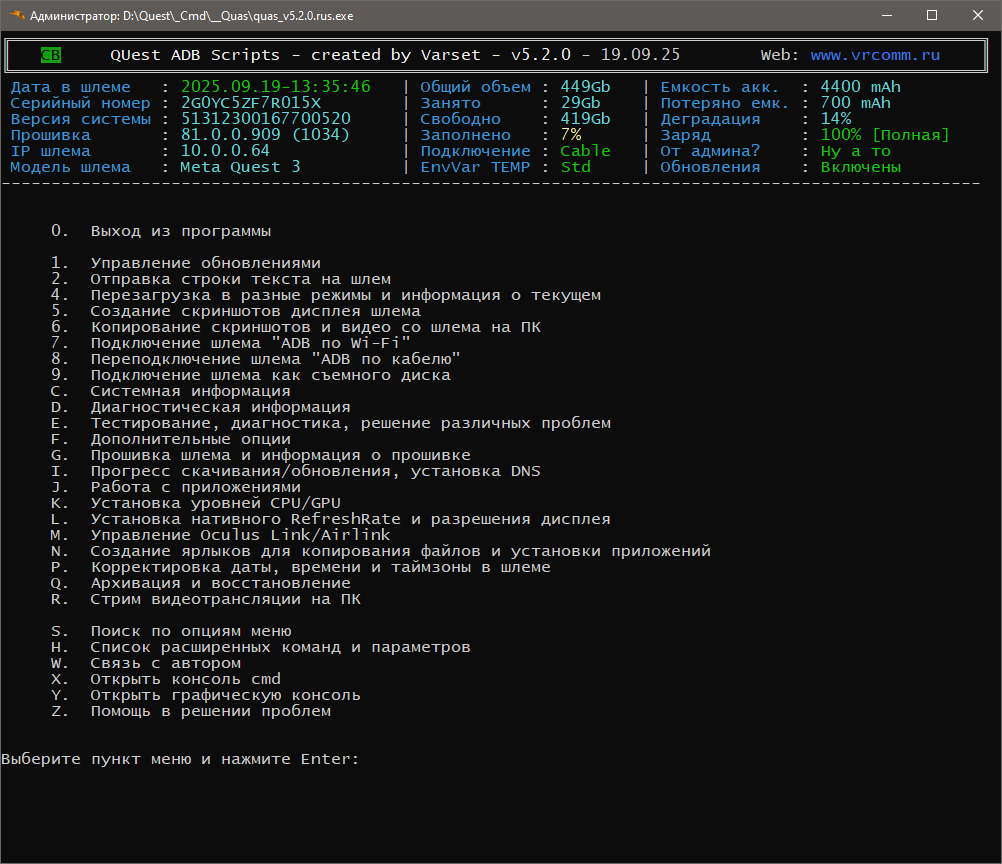 Администратор: D:\Quest\_Cmd\__Quas\quas_v5.2.0.rus.exe
CB QUest ADB Scripts - created by Varset - v5.2.0 - 19.09.25 Web: www.vrcomm.ru
Дата в шлеме : 2025.09.19-13:35:46 | Общий объем : 449Gb | Емкость акк. : 4400 mAh
Серийный номер : 2G0YC5ZF7R015X | Занято : 29Gb | Потеряно емк. : 700 mAh
Версия системы : 51312300167700520 | Свободно : 419Gb | Деградация : 14%
Прошивка : 81.0.0.909 (1034) | Заполнено : 7% | Заряд : 100% [Полная]
IP шлема : 10.0.0.64 | Подключение : Cable | От админа? : Ну а то
Модель шлема : Meta Quest 3 | EnvVar TEMP : Std | Обновления : Включены
--------------------------------------------------------------------------------------------------
0. Выход из программы
1. Управление обновлениями
2. Отправка строки текста на шлем
4. Перезагрузка в разные режимы и информация о текущем
5. Создание скриншотов дисплея шлема
6. Копирование скриншотов и видео со шлема на ПК
7. Подключение шлема "ADB по Wi-Fi"
8. Переподключение шлема "ADB по кабелю"
9. Подключение шлема как съемного диска
C. Системная информация
D. Диагностическая информация
E. Тестирование, диагностика, решение различных проблем
F. Дополнительные опции
G. Прошивка шлема и информация о прошивке
I. Прогресс скачивания/обновления, установка DNS
J. Работа с приложениями
K. Установка уровней CPU/GPU
L. Установка нативного RefreshRate и разрешения дисплея
M. Управление Oculus Link/Airlink
N. Создание ярлыков для копирования файлов и установки приложений
P. Корректировка даты, времени и таймзоны в шлеме
Q. Архивация и восстановление
R. Стрим видеотрансляции на ПК
S. Поиск по опциям меню
H. Список расширенных команд и параметров
W. Связь с автором
X. Открыть консоль cmd
Y. Открыть графическую консоль
Z. Помощь в решении проблем
Выберите пункт меню и нажмите Enter: